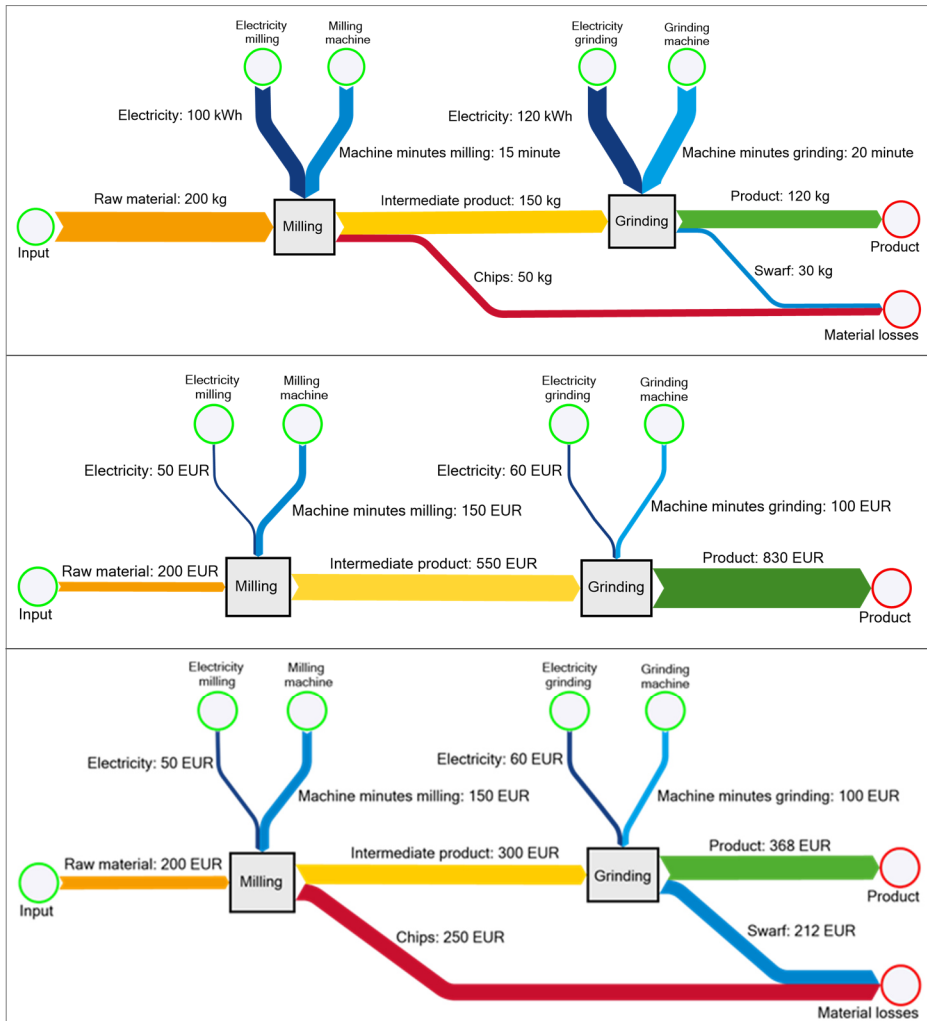 Electricity
milling
Milling
machine
Electricity
grinding
Grinding
machine
Electricity: 100 kWh
Electricity: 120 kWh
Machine minutes milling: 15 minute
Machine minutes grinding: 20 minute
Raw material: 200 kg
Intermediate product: 150 kg
Product: 120 kg
Milling
Grinding
Input
Product
Chips: 50 kg
Swarf: 30 kg
Material losses
Electricity
milling
Milling
machine
Electricity
grinding
Grinding
machine
Electricity: 50 EUR
Electricity: 60 EUR
Machine minutes milling: 150 EUR
Machine minutes grinding: 100 EUR
Raw material: 200 EUR
Intermediate product: 550 EUR
Product: 830 EUR
Milling
Grinding
Input
Product
Electricity
milling
Milling
machine
Electricity
grinding
Grinding
machine
Electricity: 50 EUR
Electricity: 60 EUR
Machine minutes milling: 150 EUR
Machine minutes grinding: 100 EUR
Raw material: 200 EUR
Intermediate product: 300 EUR
Product: 368 EUR
Milling
Grinding
Input
Product
Chips: 250 EUR
Swarf: 212 EUR
Material losses